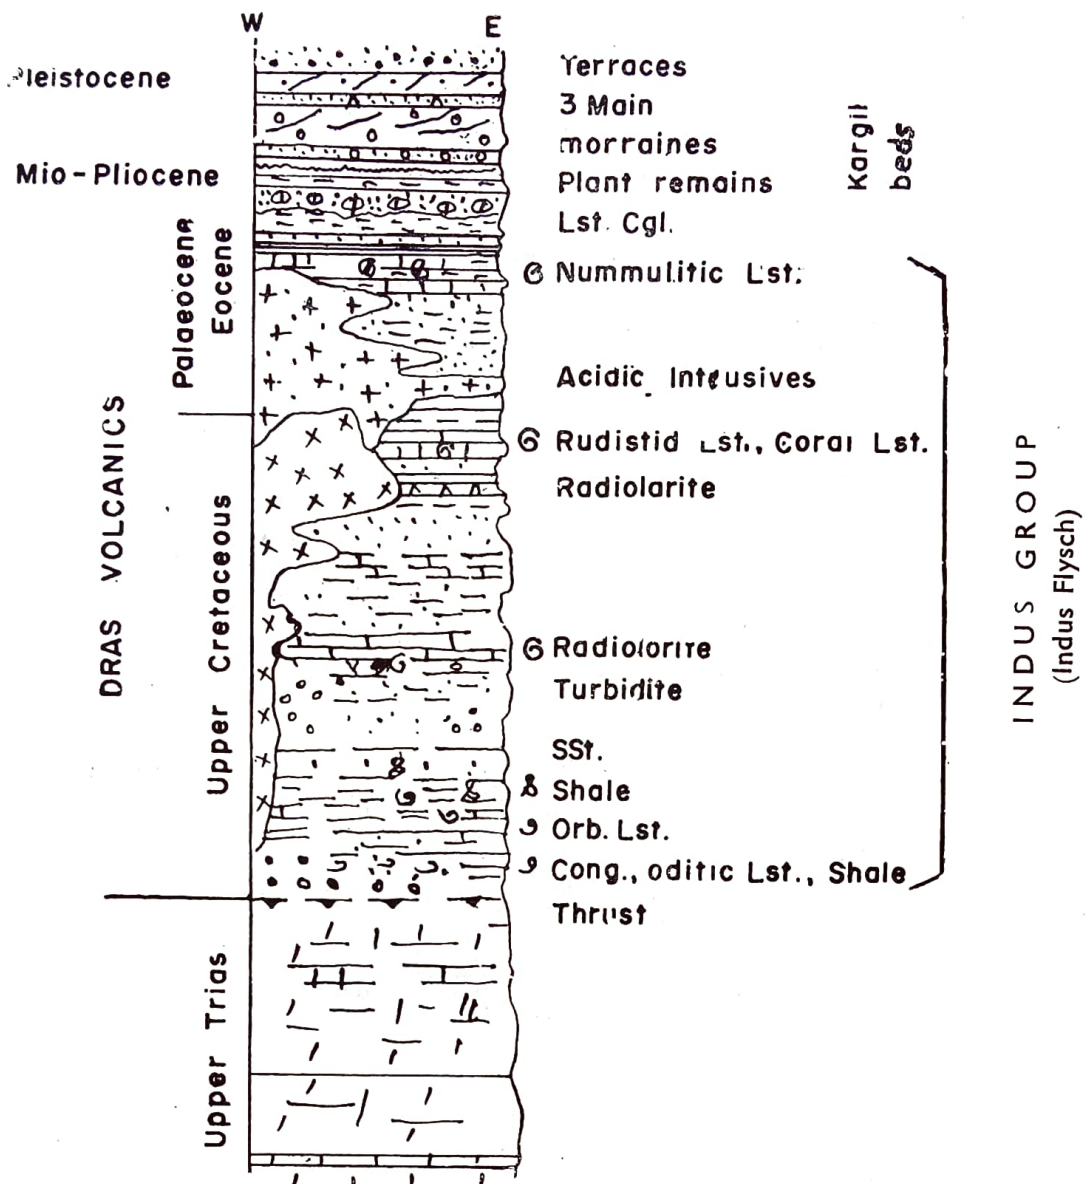 W E
Pleistocene
Mio-Pliocene
Palaeocene
Eocene
DRAS VOLCANICS
Upper Cretaceous
Upper Trias
Terraces
3 Main
morraines
Plant remains
Lst. Cgl.
Nummulitic Lst.
Acidic Intrusives
Rudistid Lst., Coral Lst.
Radiolarite
Radiolorite
Turbidite
SSt.
Shale
Orb. Lst.
Cong., oditic Lst., Shale
Thrust
Kargil
beds
INDUS GROUP
(Indus Flysch)